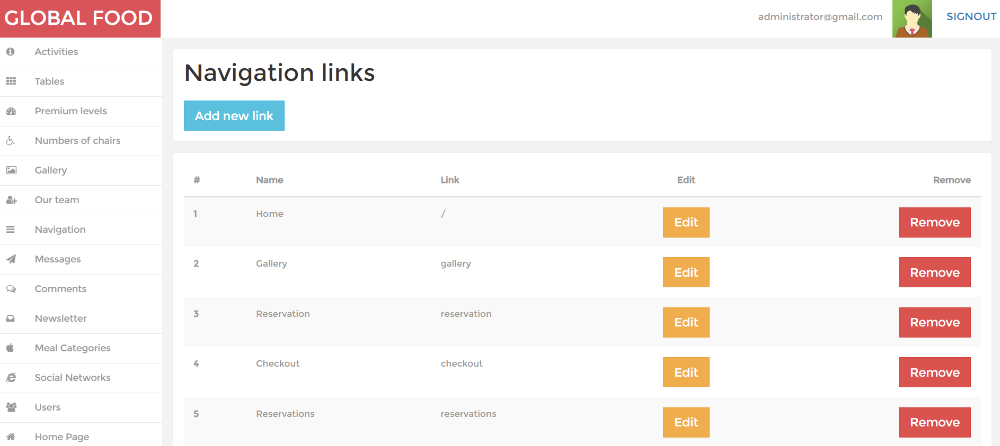 GLOBAL FOOD
administrator@gmail.com
SIGNOUT
Activities
Tables
Premium levels
Numbers of chairs
Gallery
Our team
Navigation
Messages
Comments
Newsletter
Meal Categories
Social Networks
Users
Home Page
Navigation links
Add new link
# Name Link Edit Remove
1 Home / Edit Remove
2 Gallery gallery Edit Remove
3 Reservation reservation Edit Remove
4 Checkout checkout Edit Remove
5 Reservations reservations Edit Remove